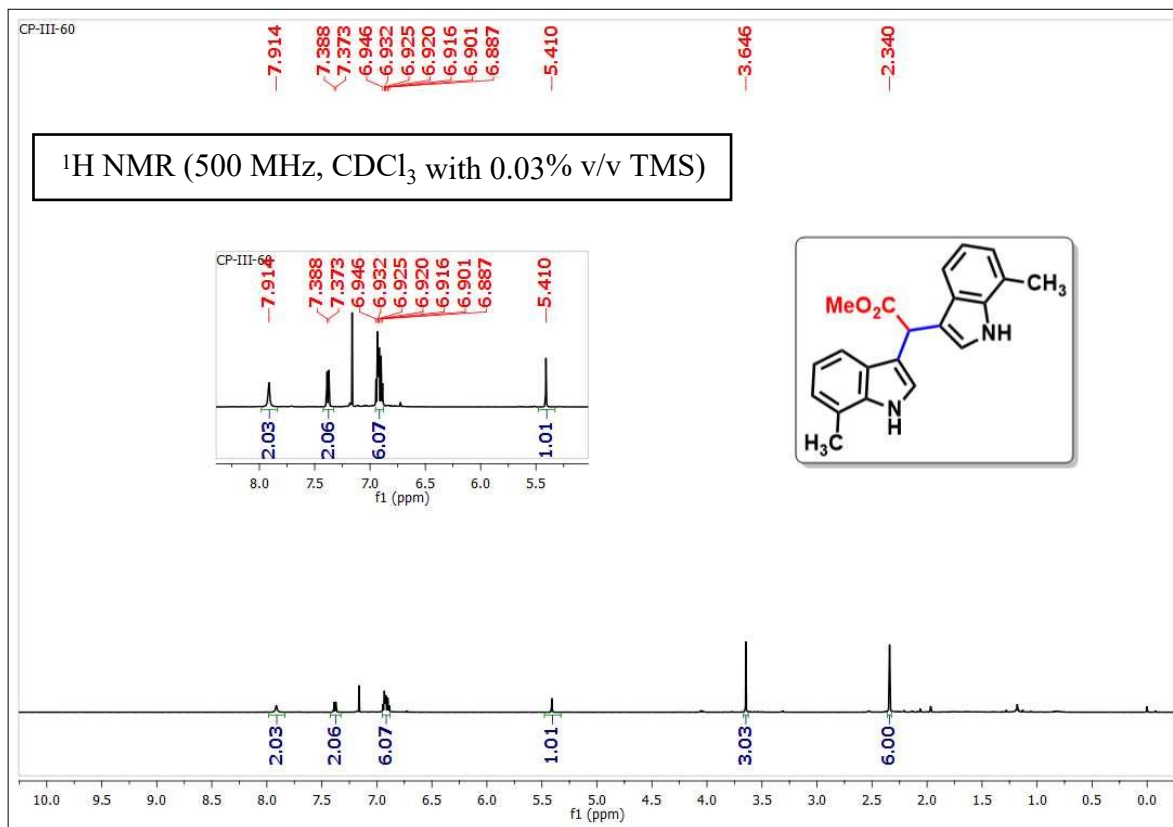 CP-III-60
7.914
7.388
7.373
6.946
6.932
6.925
6.920
6.916
6.901
6.887
5.410
3.646
2.340
¹H NMR (500 MHz, CDCl₃ with 0.03% v/v TMS)
CP-III-60
7.914
7.388
7.373
6.946
6.932
6.925
6.920
6.916
6.901
6.887
5.410
2.03
2.06
6.07
1.01
8.0 7.5 7.0 6.5 6.0 5.5
f1 (ppm)
CH₃
MeO₂C
NH
N
H
H₃C
2.03
2.06
6.07
1.01
3.03
6.00
10.0 9.5 9.0 8.5 8.0 7.5 7.0 6.5 6.0 5.5 5.0 4.5 4.0 3.5 3.0 2.5 2.0 1.5 1.0 0.5 0.0
f1 (ppm)